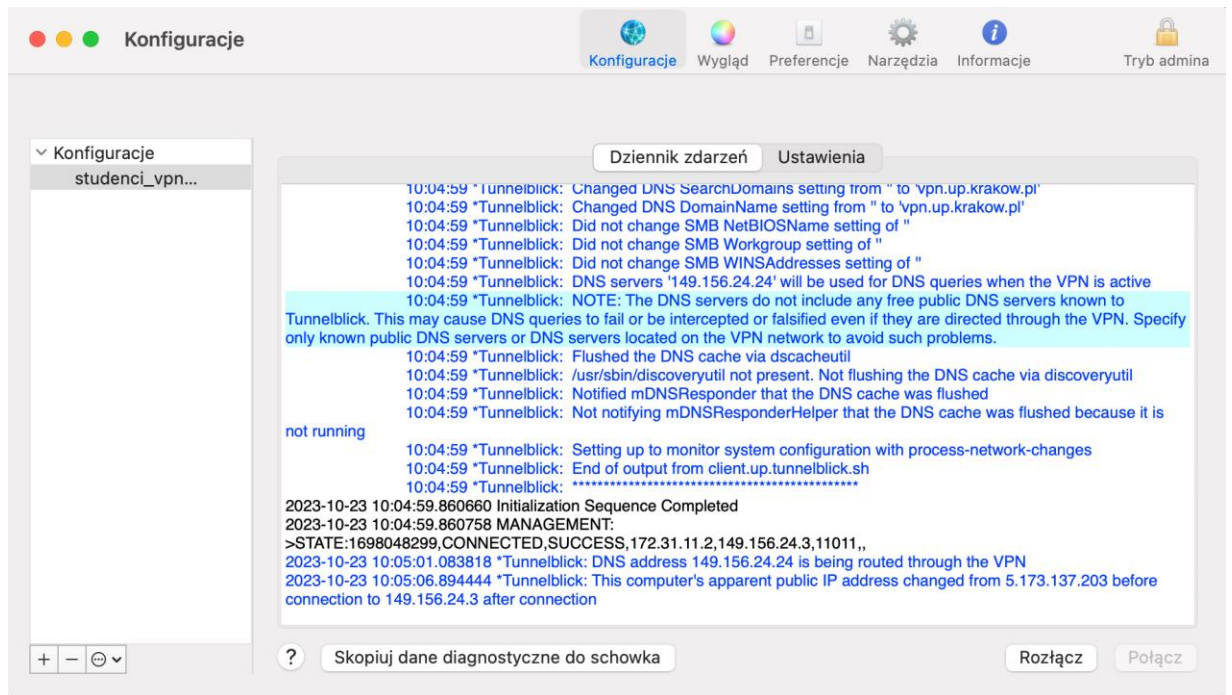 Konfiguracje
Konfiguracje Wygląd Preferencje Narzędzia Informacje Tryb admina
Konfiguracje
studenci_vpn...
Dziennik zdarzeń Ustawienia
10:04:59 *Tunnelblick: Changed DNS SearchDomains setting from '' to 'vpn.up.krakow.pl'
10:04:59 *Tunnelblick: Changed DNS DomainName setting from '' to 'vpn.up.krakow.pl'
10:04:59 *Tunnelblick: Did not change SMB NetBIOSName setting of ''
10:04:59 *Tunnelblick: Did not change SMB Workgroup setting of ''
10:04:59 *Tunnelblick: Did not change SMB WINSAddresses setting of ''
10:04:59 *Tunnelblick: DNS servers '149.156.24.24' will be used for DNS queries when the VPN is active
10:04:59 *Tunnelblick: NOTE: The DNS servers do not include any free public DNS servers known to
Tunnelblick. This may cause DNS queries to fail or be intercepted or falsified even if they are directed through the VPN. Specify
only known public DNS servers or DNS servers located on the VPN network to avoid such problems.
10:04:59 *Tunnelblick: Flushed the DNS cache via dscacheutil
10:04:59 *Tunnelblick: /usr/sbin/discoveryutil not present. Not flushing the DNS cache via discoveryutil
10:04:59 *Tunnelblick: Notified mDNSResponder that the DNS cache was flushed
10:04:59 *Tunnelblick: Not notifying mDNSResponderHelper that the DNS cache was flushed because it is
not running
10:04:59 *Tunnelblick: Setting up to monitor system configuration with process-network-changes
10:04:59 *Tunnelblick: End of output from client.up.tunnelblick.sh
10:04:59 *Tunnelblick: **********************************************
2023-10-23 10:04:59.860660 Initialization Sequence Completed
2023-10-23 10:04:59.860758 MANAGEMENT:
>STATE:1698048299,CONNECTED,SUCCESS,172.31.11.2,149.156.24.3,11011,,
2023-10-23 10:05:01.083818 *Tunnelblick: DNS address 149.156.24.24 is being routed through the VPN
2023-10-23 10:05:06.894444 *Tunnelblick: This computer's apparent public IP address changed from 5.173.137.203 before
connection to 149.156.24.3 after connection
? Skopiuj dane diagnostyczne do schowka Rozłącz Połącz